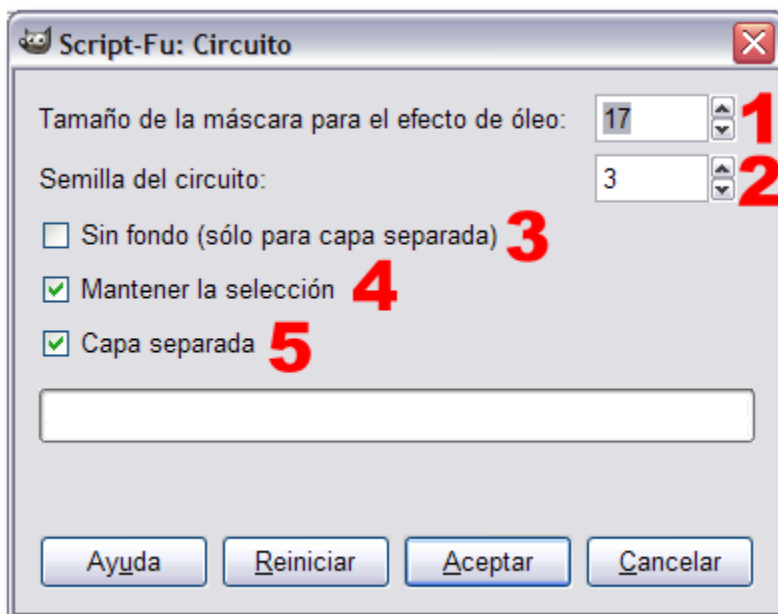 Script-Fu: Circuito
Tamaño de la máscara para el efecto de óleo: 17 1
Semilla del circuito: 3 2
Sin fondo (sólo para capa separada) 3
Mantener la selección 4
Capa separada 5
Ayuda Reiniciar Aceptar Cancelar